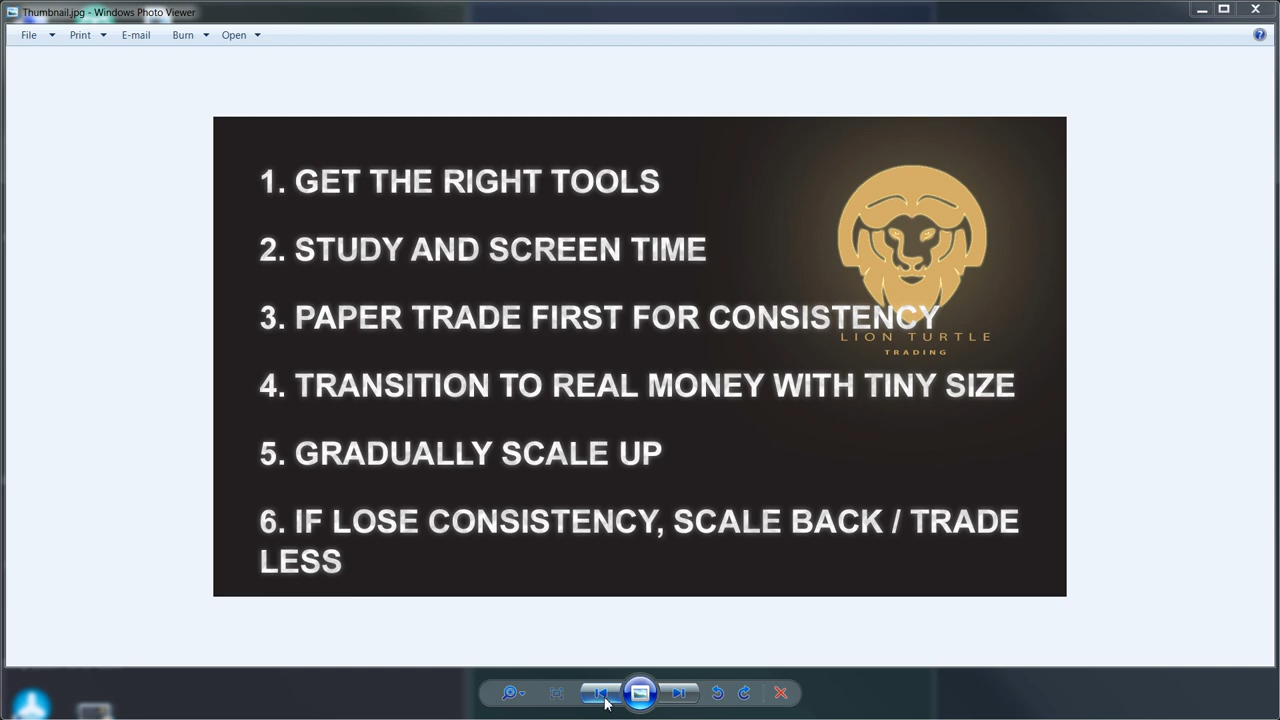 Thumbnail.jpg - Windows Photo Viewer
File Print E-mail Burn Open
1. GET THE RIGHT TOOLS
2. STUDY AND SCREEN TIME
3. PAPER TRADE FIRST FOR CONSISTENCY
LION TURTLE
TRADING
4. TRANSITION TO REAL MONEY WITH TINY SIZE
5. GRADUALLY SCALE UP
6. IF LOSE CONSISTENCY, SCALE BACK / TRADE
LESS